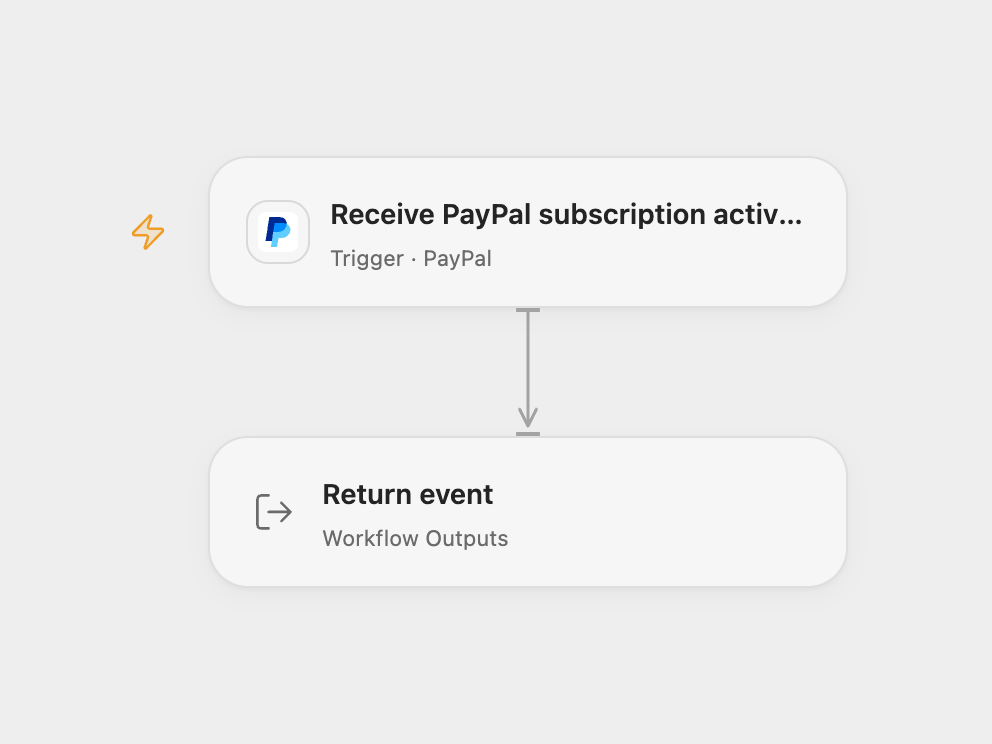 Receive PayPal subscription activ...
Trigger · PayPal
Return event
Workflow Outputs